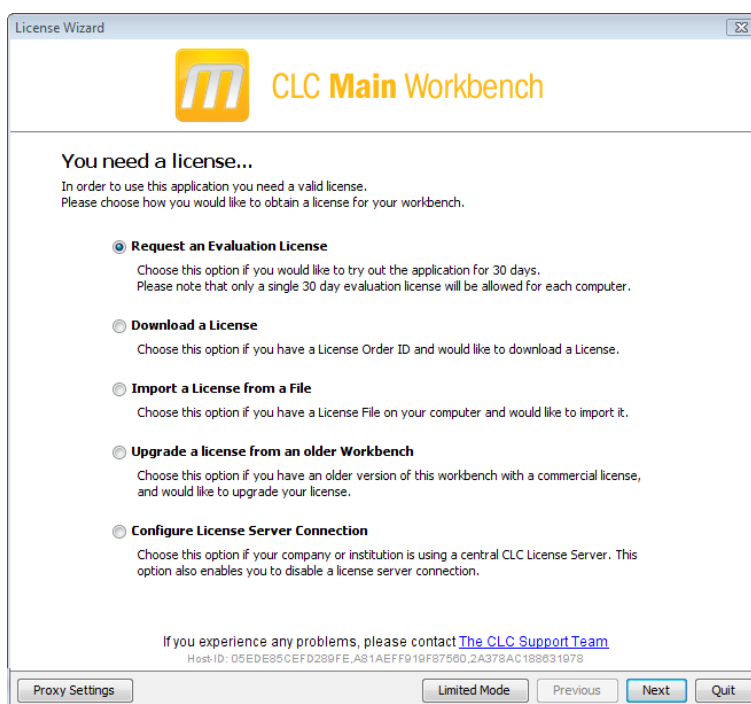 License Wizard
CLC Main Workbench
You need a license...
In order to use this application you need a valid license.
Please choose how you would like to obtain a license for your workbench.
Request an Evaluation License
Choose this option if you would like to try out the application for 30 days.
Please note that only a single 30 day evaluation license will be allowed for each computer.
Download a License
Choose this option if you have a License Order ID and would like to download a License.
Import a License from a File
Choose this option if you have a License File on your computer and would like to import it.
Upgrade a license from an older Workbench
Choose this option if you have an older version of this workbench with a commercial license,
and would like to upgrade your license.
Configure License Server Connection
Choose this option if your company or institution is using a central CLC License Server. This
option also enables you to disable a license server connection.
If you experience any problems, please contact The CLC Support Team
Host-ID: 05EDE85CEFD289FE,A81AEFF919F87560,2A378AC188631978
Proxy Settings Limited Mode Previous Next Quit